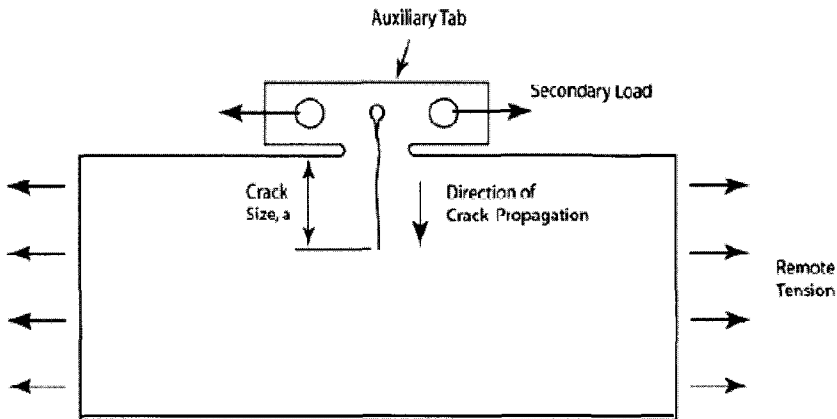 Auxiliary Tab
Secondary Load
Crack
Size, a
Direction of
Crack Propagation
Remote
Tension